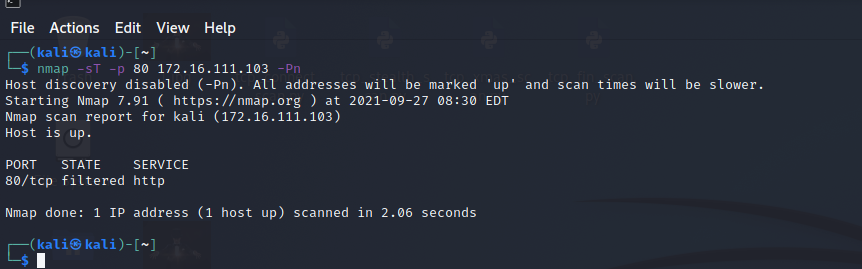 File Actions Edit View Help
┌──(kali㉿kali)-[~]
└─$ nmap -sT -p 80 172.16.111.103 -Pn
Host discovery disabled (-Pn). All addresses will be marked 'up' and scan times will be slower.
Starting Nmap 7.91 ( https://nmap.org ) at 2021-09-27 08:30 EDT
Nmap scan report for kali (172.16.111.103)
Host is up.
PORT   STATE    SERVICE
80/tcp filtered http
Nmap done: 1 IP address (1 host up) scanned in 2.06 seconds
┌──(kali㉿kali)-[~]
└─$